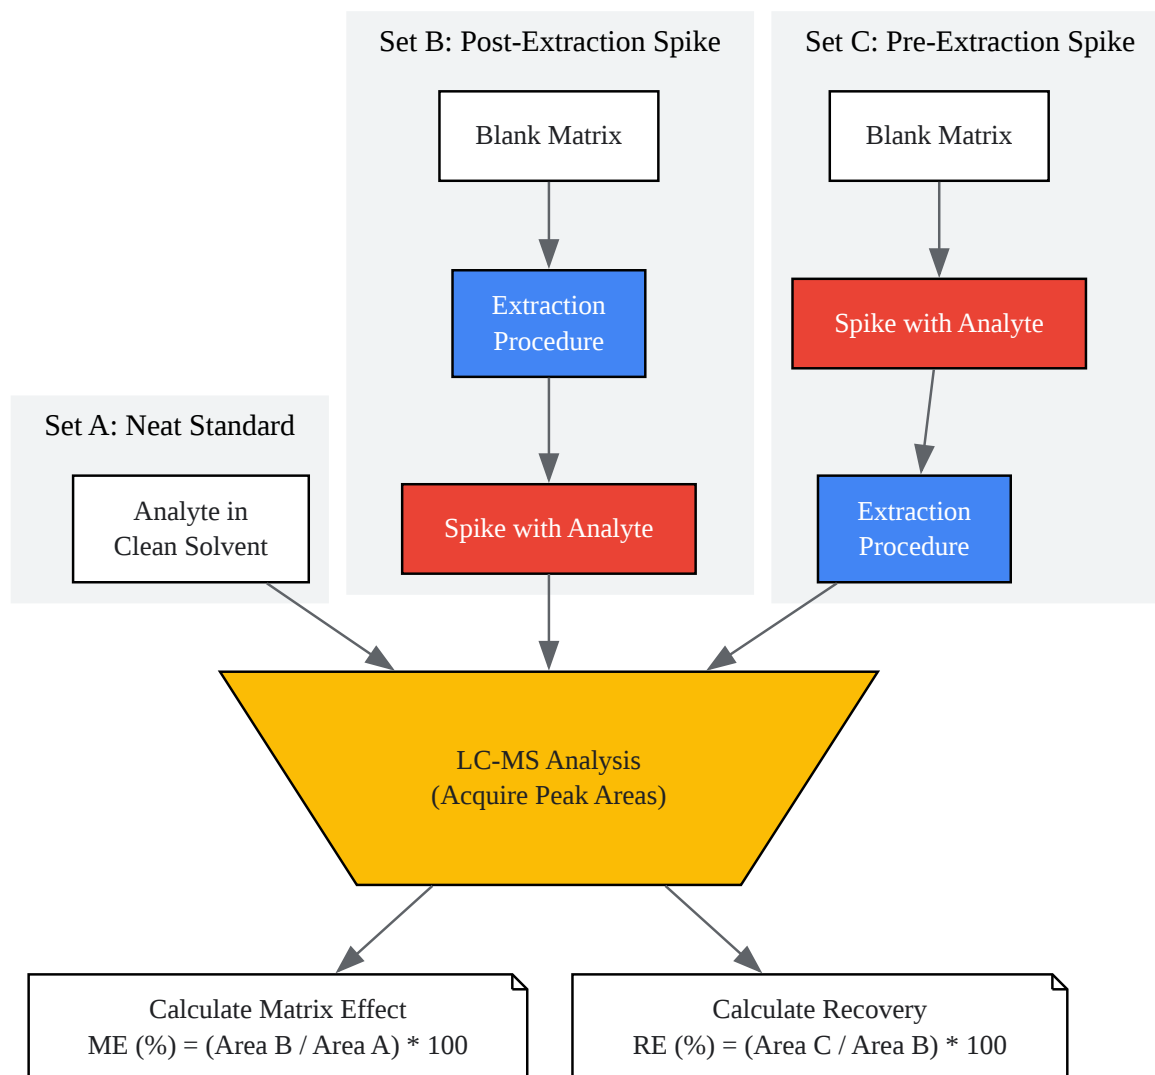 Set B: Post-Extraction Spike
Blank Matrix
Extraction
Procedure
Spike with Analyte
Set C: Pre-Extraction Spike
Blank Matrix
Spike with Analyte
Extraction
Procedure
Set A: Neat Standard
Analyte in
Clean Solvent
LC-MS Analysis
(Acquire Peak Areas)
Calculate Matrix Effect
ME (%) = (Area B / Area A) * 100
Calculate Recovery
RE (%) = (Area C / Area B) * 100